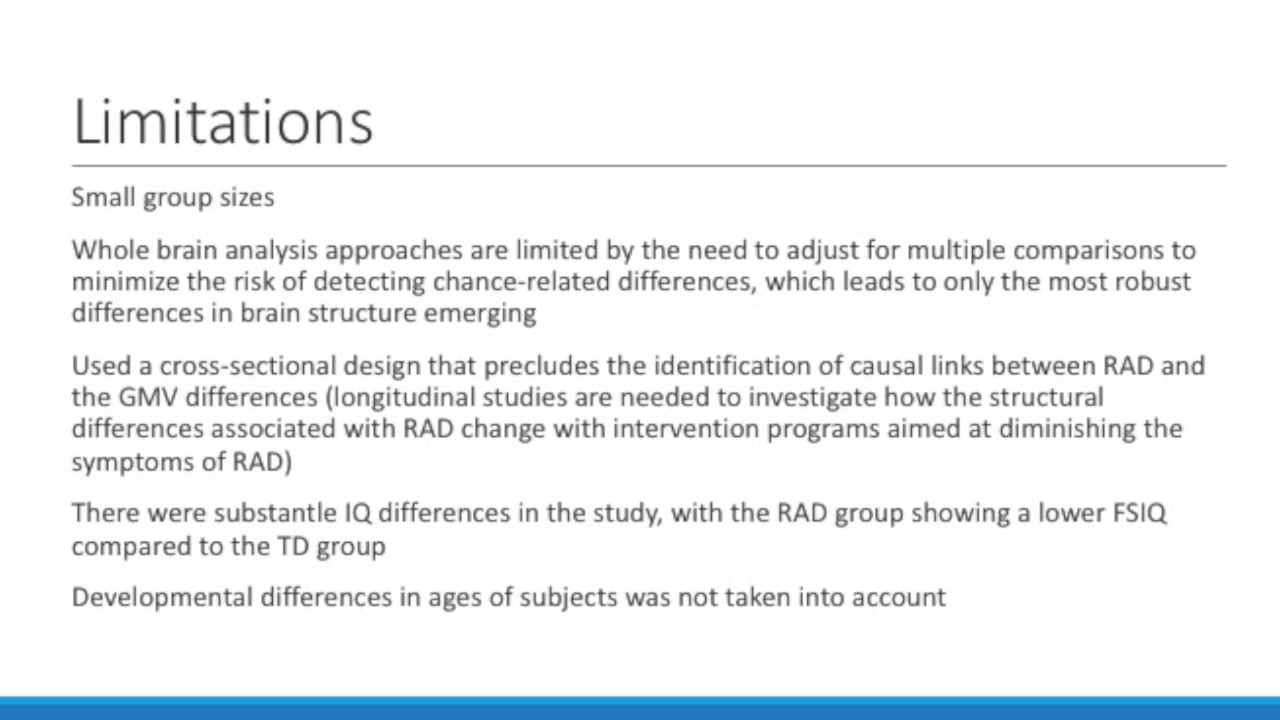 Limitations
Small group sizes
Whole brain analysis approaches are limited by the need to adjust for multiple comparisons to
minimize the risk of detecting chance-related differences, which leads to only the most robust
differences in brain structure emerging
Used a cross-sectional design that precludes the identification of causal links between RAD and
the GMV differences (longitudinal studies are needed to investigate how the structural
differences associated with RAD change with intervention programs aimed at diminishing the
symptoms of RAD)
There were substantle IQ differences in the study, with the RAD group showing a lower FSIQ
compared to the TD group
Developmental differences in ages of subjects was not taken into account